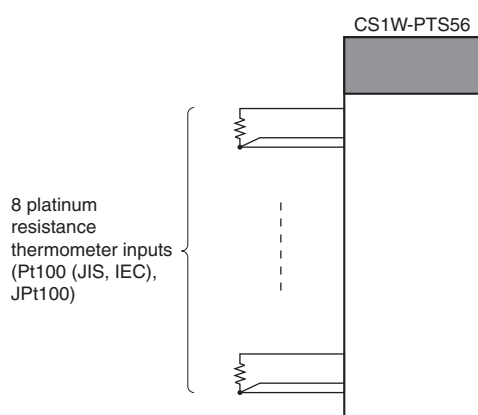 CS1W-PTS56
8 platinum
resistance
thermometer inputs
(Pt100 (JIS, IEC),
JPt100)